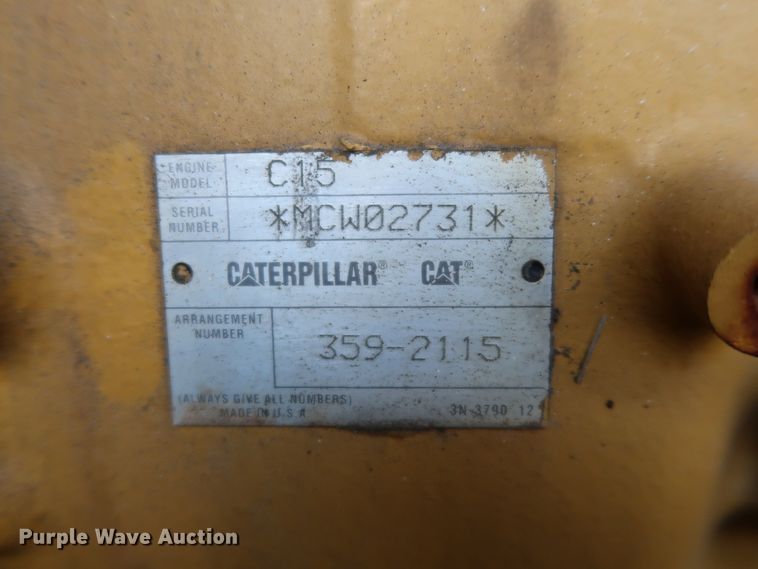 ENGINE MODEL C15
SERIAL NUMBER *MCW02731*
CATERPILLAR® CAT®
ARRANGEMENT NUMBER 359-2115
(ALWAYS GIVE ALL NUMBERS)
MADE IN U.S.A 3N-3790 12
Purple Wave Auction®